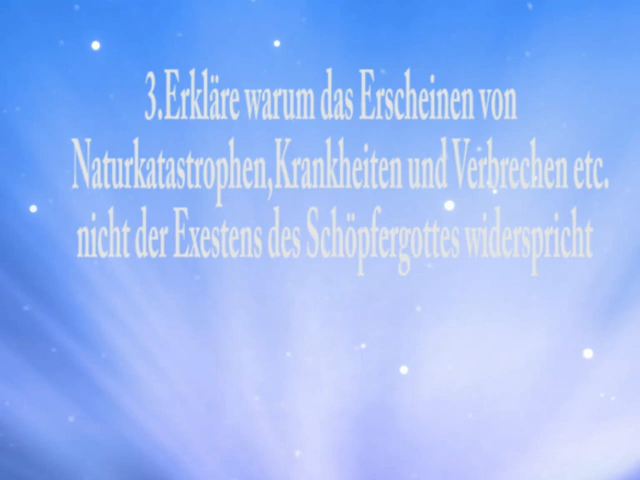 3.Erkläre warum das Erscheinen von
Naturkatastrophen,Krankheiten und Verbrechen etc.
nicht der Exestens des Schöpfergottes widerspricht